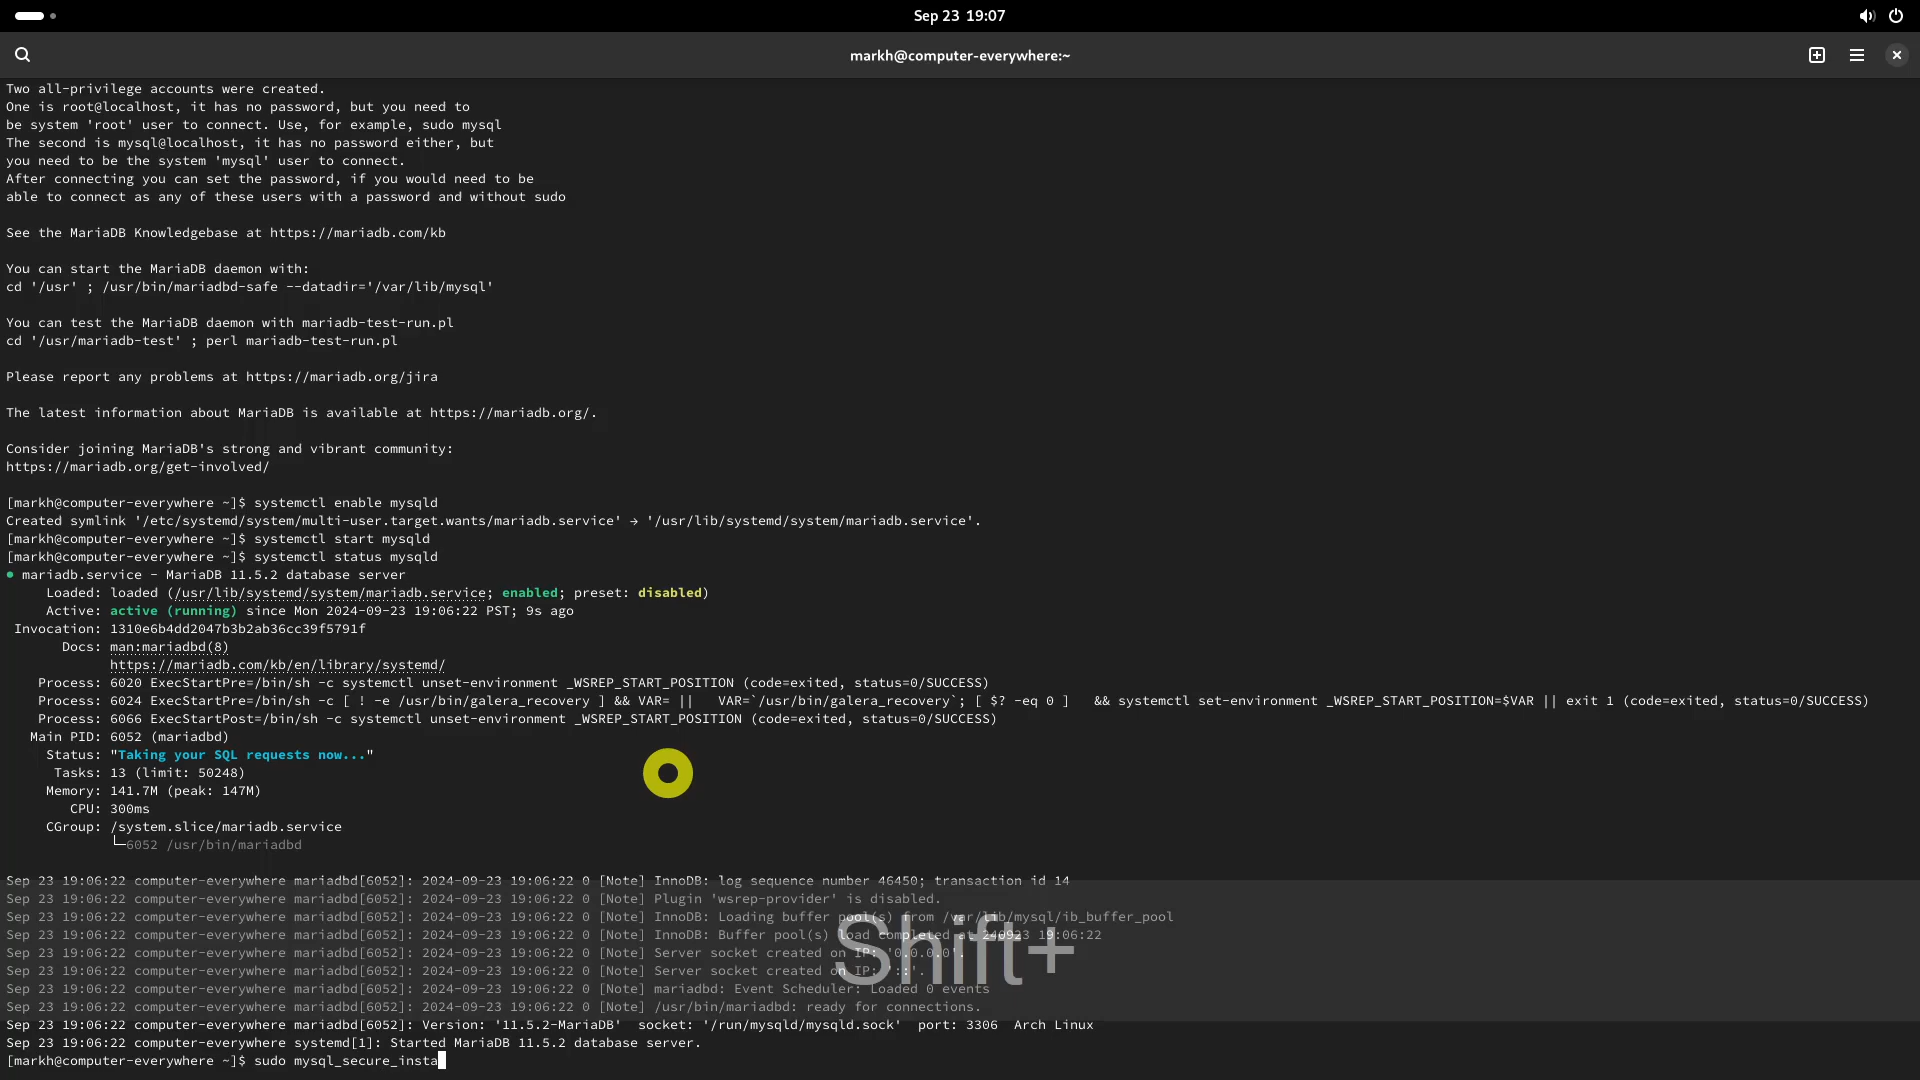 Sep 23 19:07
markh@computer-everywhere:~
Two all-privilege accounts were created.
One is root@localhost, it has no password, but you need to
be system 'root' user to connect. Use, for example, sudo mysql
The second is mysql@localhost, it has no password either, but
you need to be the system 'mysql' user to connect.
After connecting you can set the password, if you would need to be
able to connect as any of these users with a password and without sudo
See the MariaDB Knowledgebase at https://mariadb.com/kb
You can start the MariaDB daemon with:
cd '/usr' ; /usr/bin/mariadbd-safe --datadir='/var/lib/mysql'
You can test the MariaDB daemon with mariadb-test-run.pl
cd '/usr/mariadb-test' ; perl mariadb-test-run.pl
Please report any problems at https://mariadb.org/jira
The latest information about MariaDB is available at https://mariadb.org/.
Consider joining MariaDB's strong and vibrant community:
https://mariadb.org/get-involved/
[markh@computer-everywhere ~]$ systemctl enable mysqld
Created symlink '/etc/systemd/system/multi-user.target.wants/mariadb.service' → '/usr/lib/systemd/system/mariadb.service'.
[markh@computer-everywhere ~]$ systemctl start mysqld
[markh@computer-everywhere ~]$ systemctl status mysqld
● mariadb.service - MariaDB 11.5.2 database server
Loaded: loaded (/usr/lib/systemd/system/mariadb.service; enabled; preset: disabled)
Active: active (running) since Mon 2024-09-23 19:06:22 PST; 9s ago
Invocation: 1310e6b4dd2047b3b2ab36cc39f5791f
Docs: man:mariadbd(8)
https://mariadb.com/kb/en/library/systemd/
Process: 6020 ExecStartPre=/bin/sh -c systemctl unset-environment _WSREP_START_POSITION (code=exited, status=0/SUCCESS)
Process: 6024 ExecStartPre=/bin/sh -c [ ! -e /usr/bin/galera_recovery ] && VAR= ||   VAR=`/usr/bin/galera_recovery`; [ $? -eq 0 ]   && systemctl set-environment _WSREP_START_POSITION=$VAR || exit 1 (code=exited, status=0/SUCCESS)
Process: 6066 ExecStartPost=/bin/sh -c systemctl unset-environment _WSREP_START_POSITION (code=exited, status=0/SUCCESS)
Main PID: 6052 (mariadbd)
Status: "Taking your SQL requests now..."
Tasks: 13 (limit: 50248)
Memory: 141.7M (peak: 147M)
CPU: 300ms
CGroup: /system.slice/mariadb.service
└─6052 /usr/bin/mariadbd
Sep 23 19:06:22 computer-everywhere mariadbd[6052]: 2024-09-23 19:06:22 0 [Note] InnoDB: log sequence number 46450; transaction id 14
Sep 23 19:06:22 computer-everywhere mariadbd[6052]: 2024-09-23 19:06:22 0 [Note] Plugin 'wsrep-provider' is disabled.
Sep 23 19:06:22 computer-everywhere mariadbd[6052]: 2024-09-23 19:06:22 0 [Note] InnoDB: Loading buffer pool(s) from /var/lib/mysql/ib_buffer_pool
Sep 23 19:06:22 computer-everywhere mariadbd[6052]: 2024-09-23 19:06:22 0 [Note] InnoDB: Buffer pool(s) load completed at 240923 19:06:22
Sep 23 19:06:22 computer-everywhere mariadbd[6052]: 2024-09-23 19:06:22 0 [Note] Server socket created on IP: '0.0.0.0'.
Sep 23 19:06:22 computer-everywhere mariadbd[6052]: 2024-09-23 19:06:22 0 [Note] Server socket created on IP: '::'.
Sep 23 19:06:22 computer-everywhere mariadbd[6052]: 2024-09-23 19:06:22 0 [Note] mariadbd: Event Scheduler: Loaded 0 events
Sep 23 19:06:22 computer-everywhere mariadbd[6052]: 2024-09-23 19:06:22 0 [Note] /usr/bin/mariadbd: ready for connections.
Sep 23 19:06:22 computer-everywhere mariadbd[6052]: Version: '11.5.2-MariaDB'  socket: '/run/mysqld/mysqld.sock'  port: 3306  Arch Linux
Sep 23 19:06:22 computer-everywhere systemd[1]: Started MariaDB 11.5.2 database server.
[markh@computer-everywhere ~]$ sudo mysql_secure_insta
Shift+